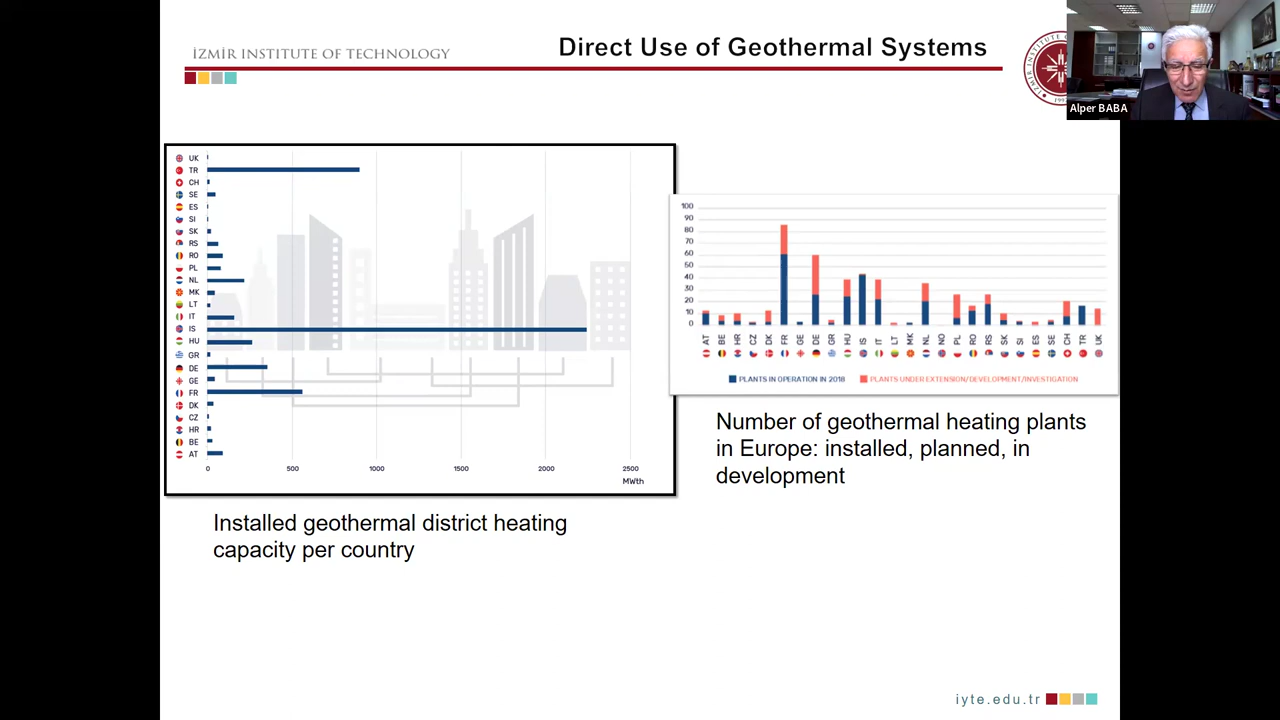 İZMİR INSTITUTE OF TECHNOLOGY
Direct Use of Geothermal Systems
Alper BABA
UK
TR
CH
SE
ES
SI
SK
RS
RO
PL
NL
MK
LT
IT
IS
HU
GR
DE
GE
FR
DK
CZ
HR
BE
AT
0 500 1000 1500 2000 2500
MWth
Installed geothermal district heating
capacity per country
100
90
80
70
60
50
40
30
20
10
0
AT BE HR CZ DK FR GE DE GR HU IS IT LT MK NL NO PL RO RS SK SI ES SE CH TR UK
PLANTS IN OPERATION IN 2018 PLANTS UNDER EXTENSION/DEVELOPMENT/INVESTIGATION
Number of geothermal heating plants
in Europe: installed, planned, in
development
iyte.edu.tr